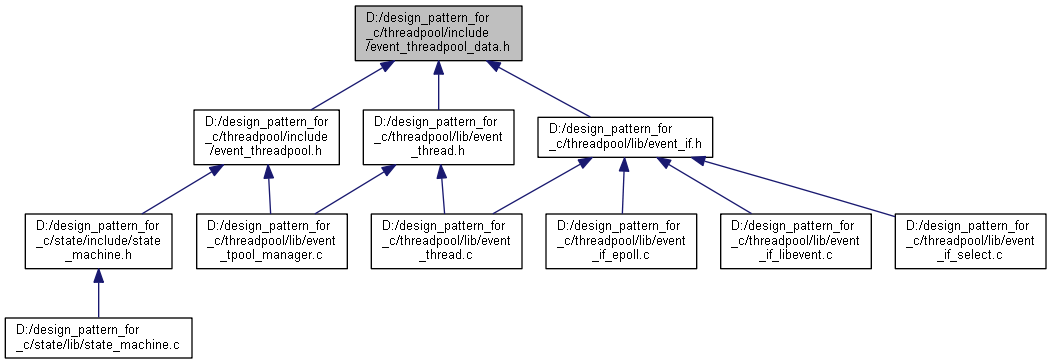 D:/design_pattern_for
_c/threadpool/include
/event_threadpool_data.h
D:/design_pattern_for
_c/threadpool/include
/event_threadpool.h
D:/design_pattern_for
_c/threadpool/lib/event
_thread.h
D:/design_pattern_for
_c/threadpool/lib/event_if.h
D:/design_pattern_for
_c/state/include/state
_machine.h
D:/design_pattern_for
_c/threadpool/lib/event
_tpool_manager.c
D:/design_pattern_for
_c/threadpool/lib/event
_thread.c
D:/design_pattern_for
_c/threadpool/lib/event
_if_epoll.c
D:/design_pattern_for
_c/threadpool/lib/event
_if_libevent.c
D:/design_pattern_for
_c/threadpool/lib/event
_if_select.c
D:/design_pattern_for
_c/state/lib/state_machine.c